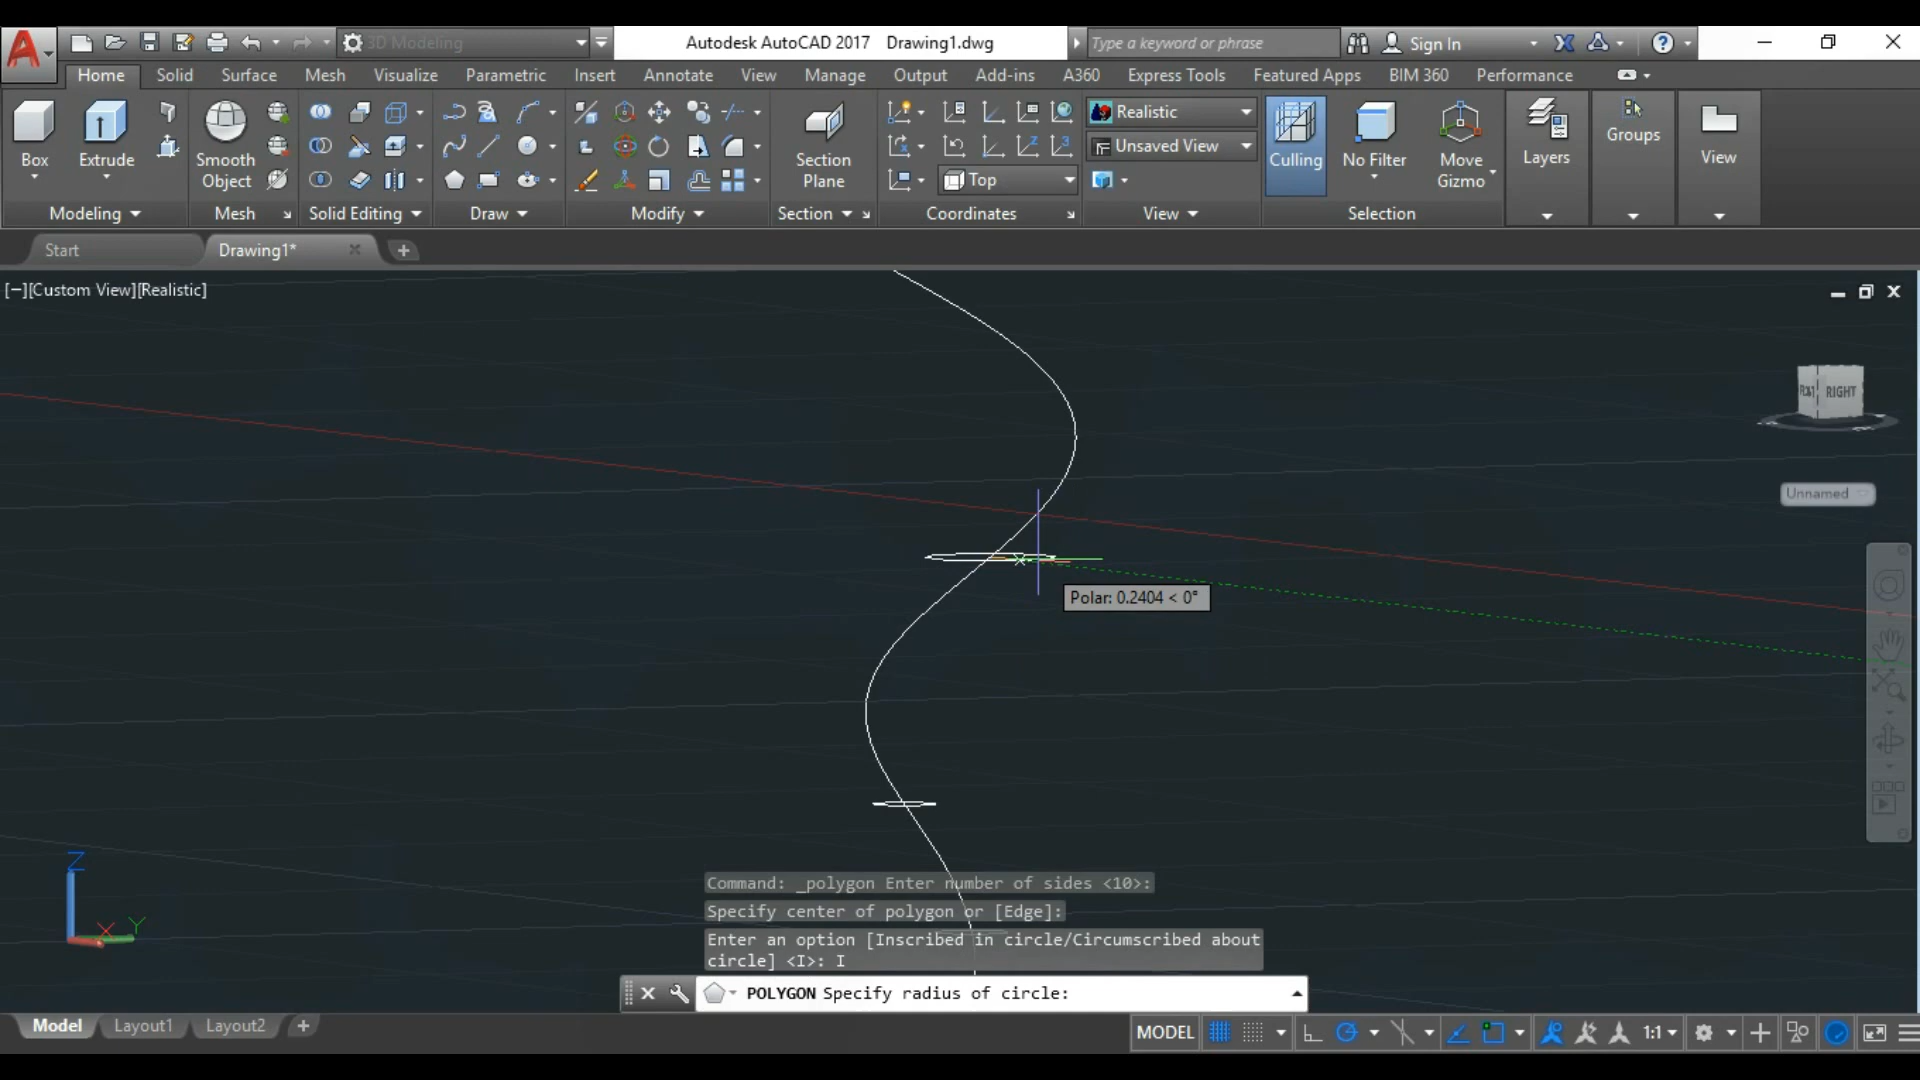 3D Modeling
Autodesk AutoCAD 2017 Drawing1.dwg
Type a keyword or phrase
Sign In
Home Solid Surface Mesh Visualize Parametric Insert Annotate View Manage Output Add-ins A360 Express Tools Featured Apps BIM 360 Performance
Box
Extrude
Smooth
Object
Section
Plane
Realistic
Unsaved View
Top
Culling
No Filter
Move
Gizmo
Layers
Groups
View
Modeling
Mesh
Solid Editing
Draw
Modify
Section
Coordinates
View
Selection
Start
Drawing1*
[−][Custom View][Realistic]
RIGHT
Unnamed
Polar: 0.2404 < 0°
Z
X
Y
Command: _polygon Enter number of sides <10>:
Specify center of polygon or [Edge]:
Enter an option [Inscribed in circle/Circumscribed about
circle] <I>: I
POLYGON Specify radius of circle:
Model Layout1 Layout2
MODEL
1:1